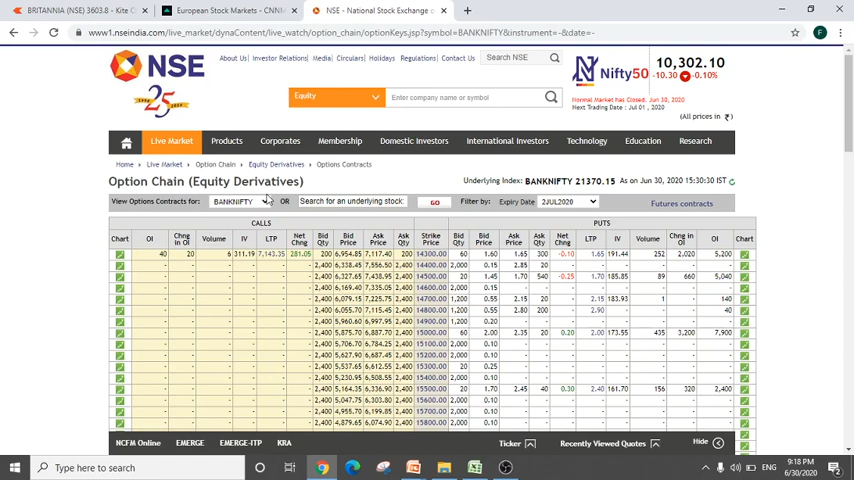 BRITANNIA (NSE) 3603.8 - Kite C
European Stock Markets - CNNM
NSE - National Stock Exchange o
www1.nseindia.com/live_market/dynaContent/live_watch/option_chain/optionKeys.jsp?symbol=BANKNIFTY&instrument=-&date=-
F
About Us
Investor Relations
Media
Circulars
Holidays
Regulations
Contact Us
Search NSE
NSE
25
Equity
Enter company name or symbol
Nifty50
10,302.10
-10.30 -0.10%
Normal Market has Closed. Jun 30, 2020
Next Trading Day: Jul 01 , 2020
(All prices in ₹)
Live Market Products Corporates Membership Domestic Investors International Investors Technology Education Research
Home Live Market Option Chain Equity Derivatives Options Contracts
Option Chain (Equity Derivatives)
Underlying Index: BANKNIFTY 21370.15 As on Jun 30, 2020 15:30:30 IST
View Options Contracts for: BANKNIFTY OR Search for an underlying stock: GO Filter by: Expiry Date 2JUL2020 Futures contracts
CALLS PUTS
Chart OI Chng in OI Volume IV LTP Net Chng Bid Qty Bid Price Ask Price Ask Qty Strike Price Bid Qty Bid Price Ask Price Ask Qty Net Chng LTP IV Volume Chng in OI OI Chart
40 20 6 311.19 7,143.35 281.05 200 6,954.85 7,117.40 200 14300.00 60 1.60 1.65 300 -0.10 1.65 191.44 252 2,020 5,200
- - - - - - 2,400 6,338.45 7,556.50 2,400 14400.00 2,000 0.10 2.85 20 - - - - - -
- - - - - - 2,400 6,327.65 7,438.95 2,400 14500.00 20 1.45 1.70 540 -0.25 1.70 185.85 89 660 5,040
- - - - - - 2,400 6,169.40 7,335.05 2,400 14600.00 2,000 0.15 - - - - - - - -
- - - - - - 2,400 6,079.15 7,225.75 2,400 14700.00 1,200 0.55 2.15 20 - 2.15 183.93 1 - 140
- - - - - - 2,400 6,055.70 7,115.45 2,400 14800.00 1,200 0.55 2.80 200 - 2.90 - - - 40
- - - - - - 2,400 5,960.60 6,997.95 2,400 14900.00 1,200 0.20 - - - - - - - -
- - - - - - 2,400 5,875.70 6,887.70 2,400 15000.00 60 2.00 2.35 20 0.20 2.00 173.55 435 3,200 7,900
- - - - - - 2,400 5,706.70 6,784.25 2,400 15100.00 2,000 0.10 - - - - - - - -
- - - - - - 2,400 5,627.90 6,687.45 2,400 15200.00 2,000 0.10 - - - - - - - -
- - - - - - 2,400 5,535.65 6,612.55 2,400 15300.00 20 0.25 - - - - - - - -
- - - - - - 2,400 5,230.95 6,508.55 2,400 15400.00 2,000 0.10 - - - - - - - -
- - - - - - 2,400 5,164.35 6,336.90 2,400 15500.00 20 1.70 2.45 40 0.30 2.40 161.70 156 320 2,400
- - - - - - 2,400 5,145.70 6,305.85 2,400 15600.00 2,000 0.10 - - - - - - - -
- - - - - - 2,400 4,955.70 6,199.85 2,400 15700.00 2,000 0.10 - - - - - - - -
- - - - - - 2,400 4,879.65 6,074.90 2,400 15800.00 2,000 0.10 - - - - - - - -
NCFM Online EMERGE EMERGE-ITP KRA Ticker Recently Viewed Quotes Hide
Type here to search
ENG
9:18 PM
6/30/2020
2